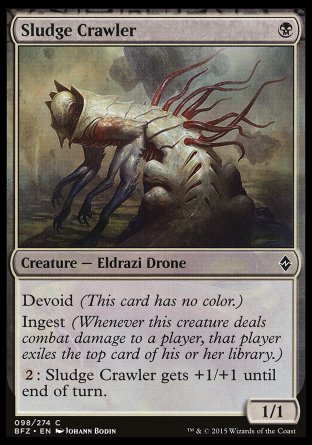 Sludge Crawler
Creature — Eldrazi Drone
Devoid (This card has no color.)
Ingest (Whenever this creature deals
combat damage to a player, that player
exiles the top card of his or her library.)
2: Sludge Crawler gets +1/+1 until
end of turn.
1/1
098/274 C
BFZ • EN Johann Bodin
™ & © 2015 Wizards of the Coast